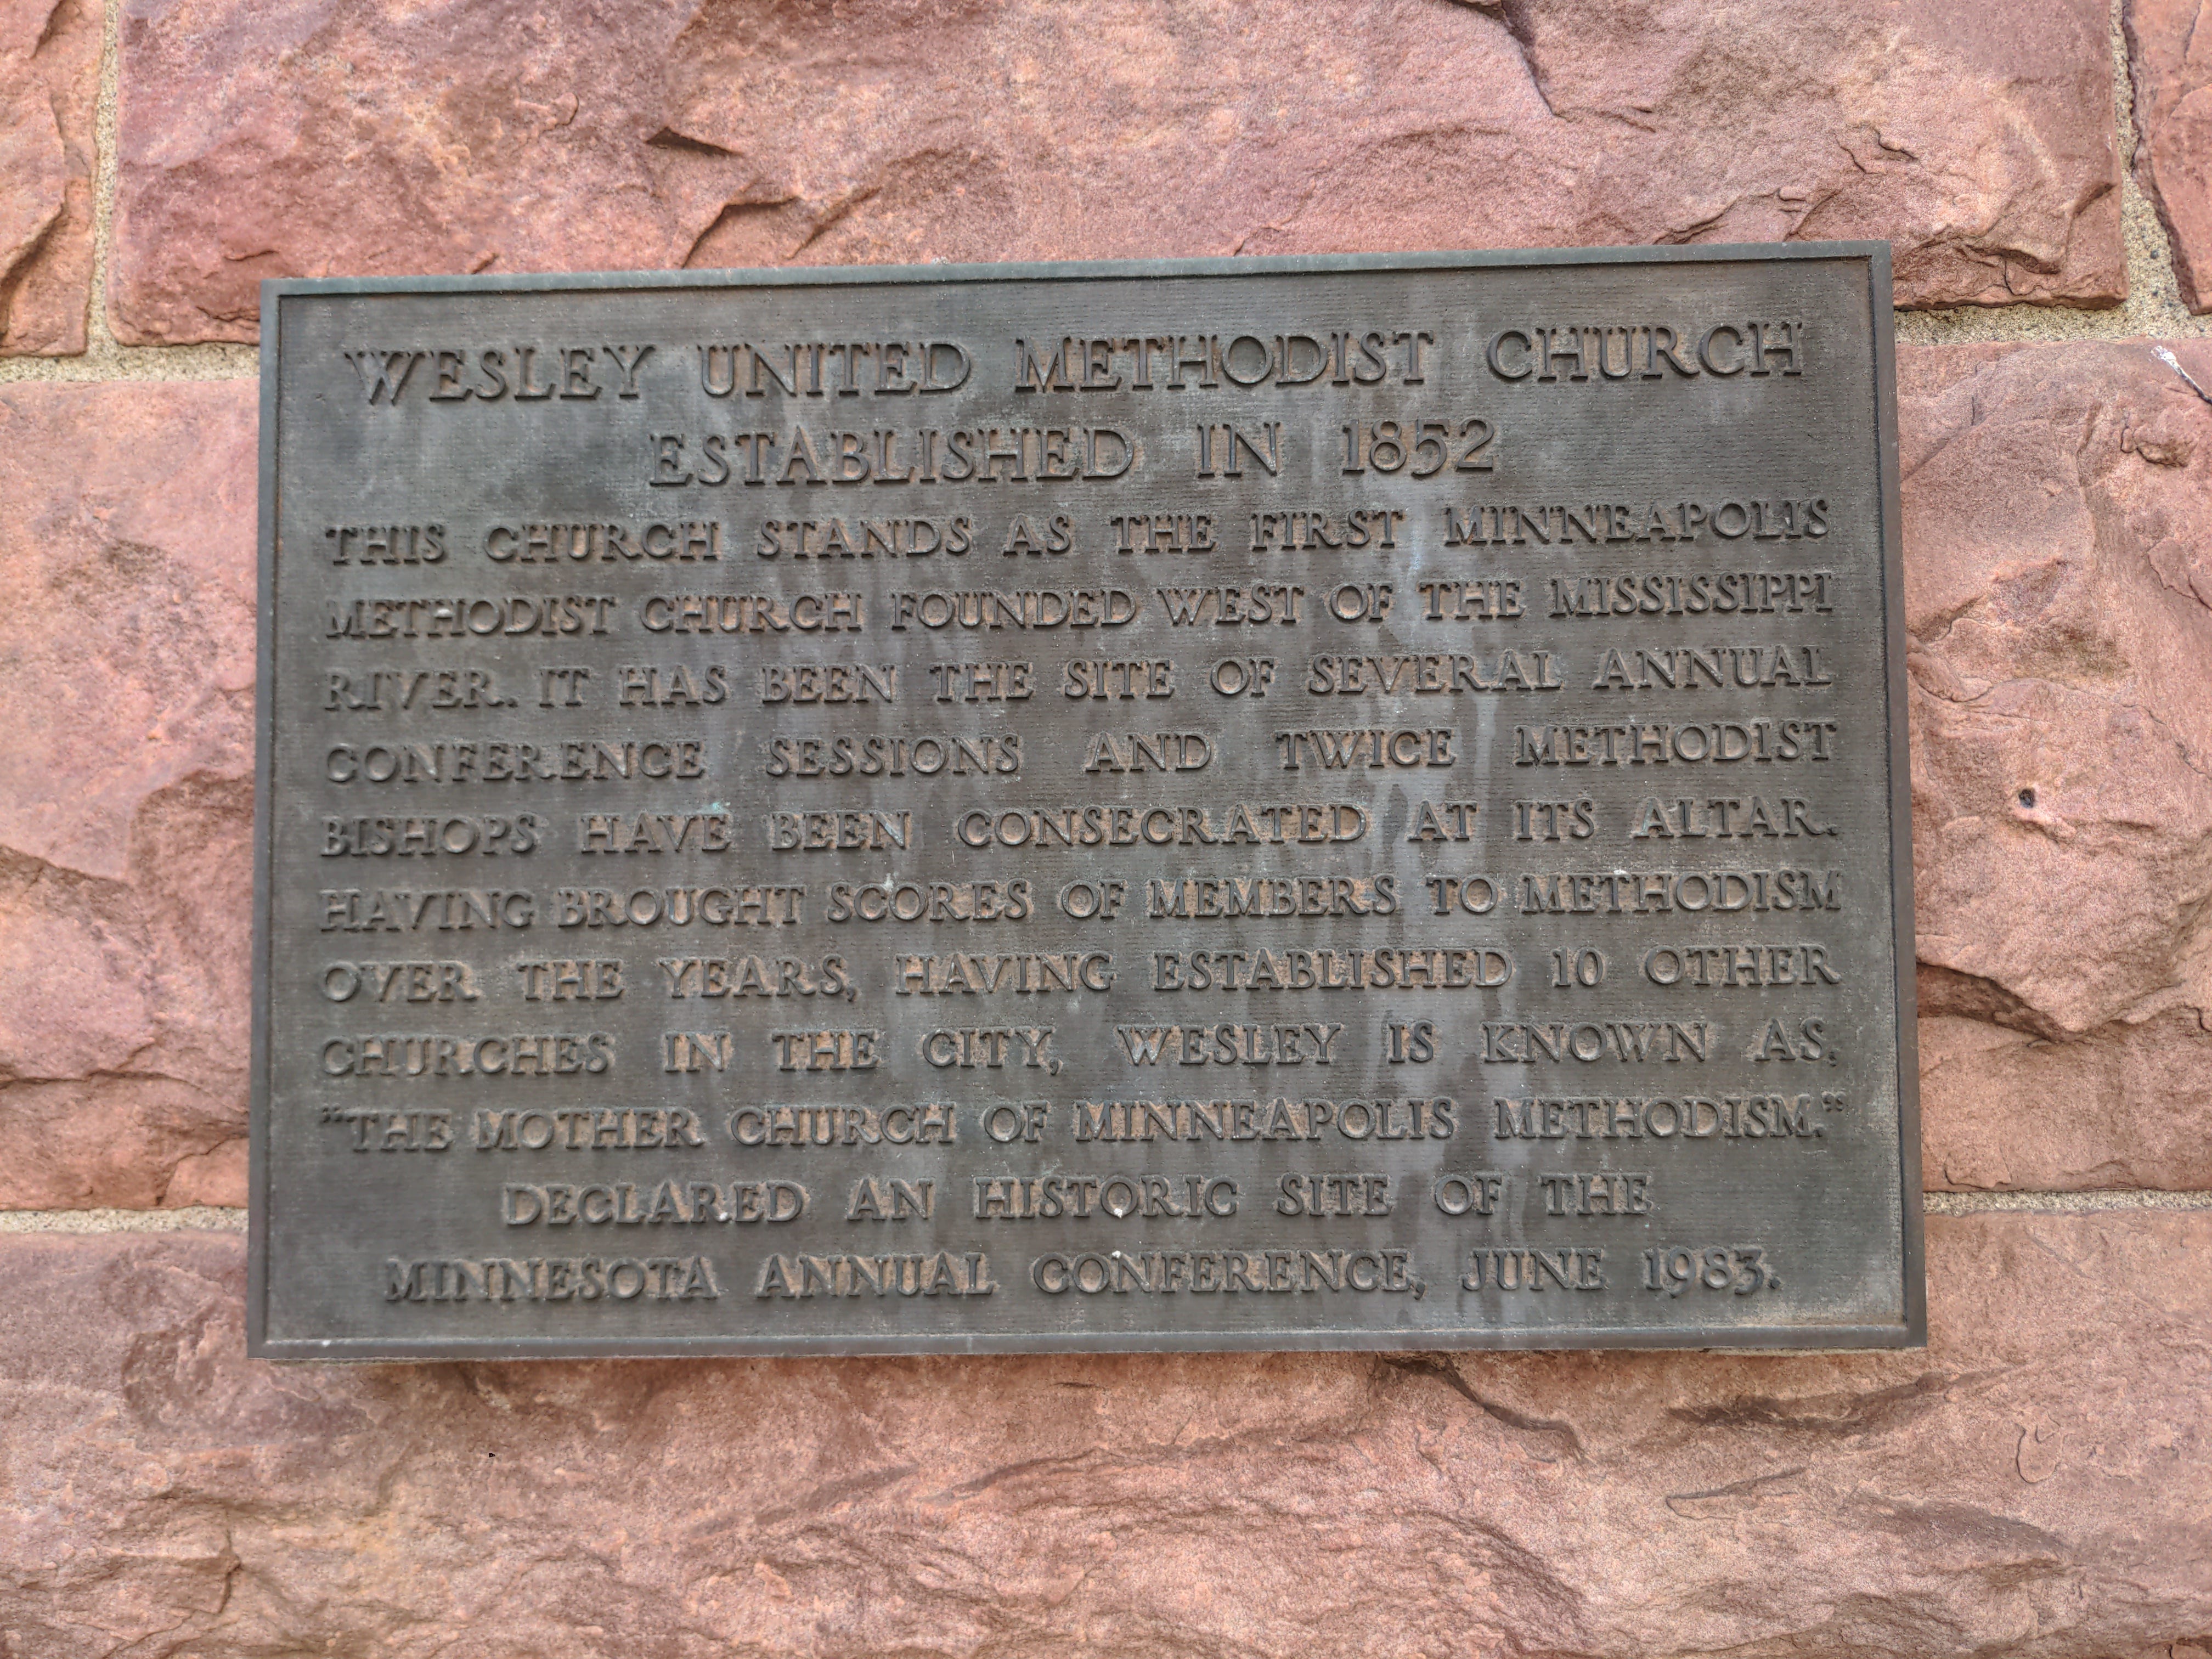 WESLEY UNITED METHODIST CHURCH
ESTABLISHED IN 1852
THIS CHURCH STANDS AS THE FIRST MINNEAPOLIS
METHODIST CHURCH FOUNDED WEST OF THE MISSISSIPPI
RIVER. IT HAS BEEN THE SITE OF SEVERAL ANNUAL
CONFERENCE SESSIONS AND TWICE METHODIST
BISHOPS HAVE BEEN CONSECRATED AT ITS ALTAR.
HAVING BROUGHT SCORES OF MEMBERS TO METHODISM
OVER THE YEARS, HAVING ESTABLISHED 10 OTHER
CHURCHES IN THE CITY, WESLEY IS KNOWN AS,
“THE MOTHER CHURCH OF MINNEAPOLIS METHODISM.”
DECLARED AN HISTORIC SITE OF THE
MINNESOTA ANNUAL CONFERENCE, JUNE 1983.